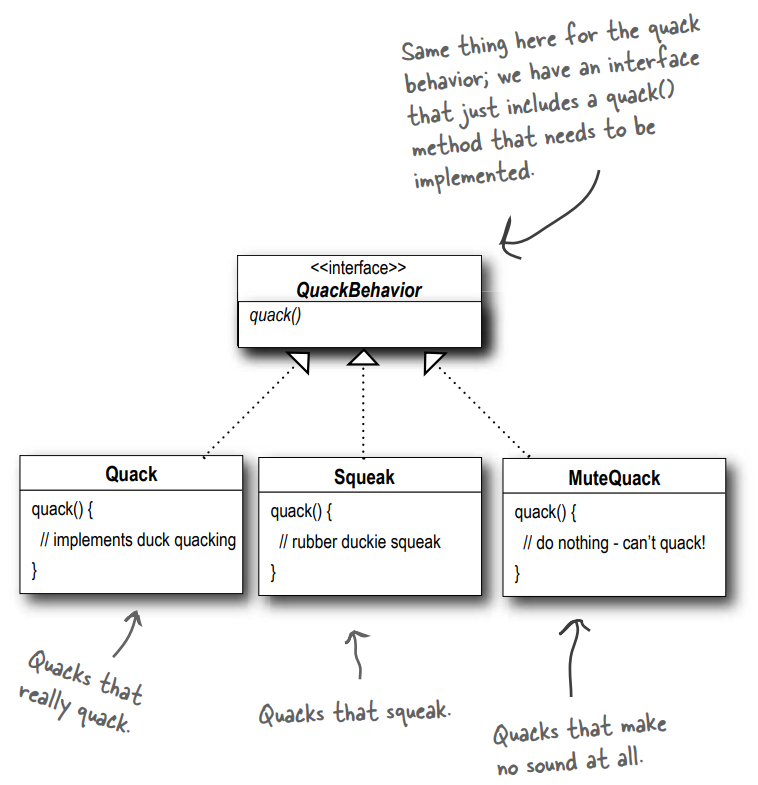 Same thing here for the quack
behavior; we have an interface
that just includes a quack()
method that needs to be
implemented.
<<interface>>
QuackBehavior
quack()
Quack
quack() {
// implements duck quacking
}
Squeak
quack() {
// rubber duckie squeak
}
MuteQuack
quack() {
// do nothing - can't quack!
}
Quacks that
really quack.
Quacks that squeak.
Quacks that make
no sound at all.